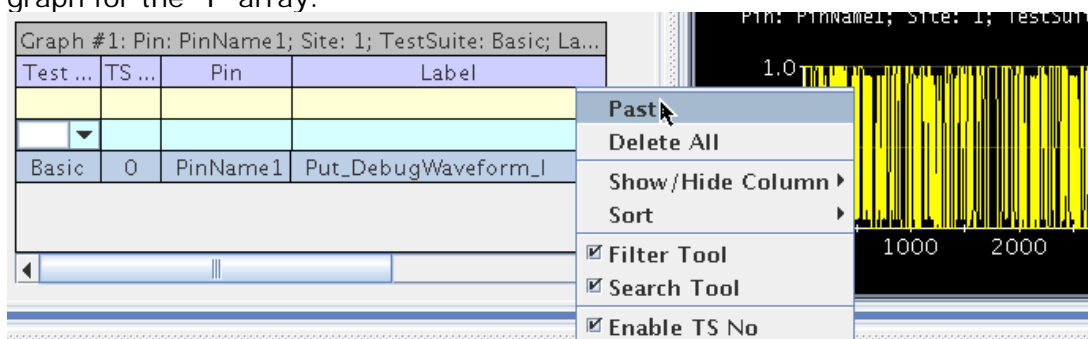 graph for the "I" array.
Graph #1: Pin: PinName1; Site: 1; TestSuite: Basic; La...
Test ... TS ... Pin Label
Basic 0 PinName1 Put_DebugWaveform_I
Past
Delete All
Show/Hide Column
Sort
Filter Tool
Search Tool
Enable TS No
Pin: PinName1; Site: 1; TestSuit
1.0
1000 2000